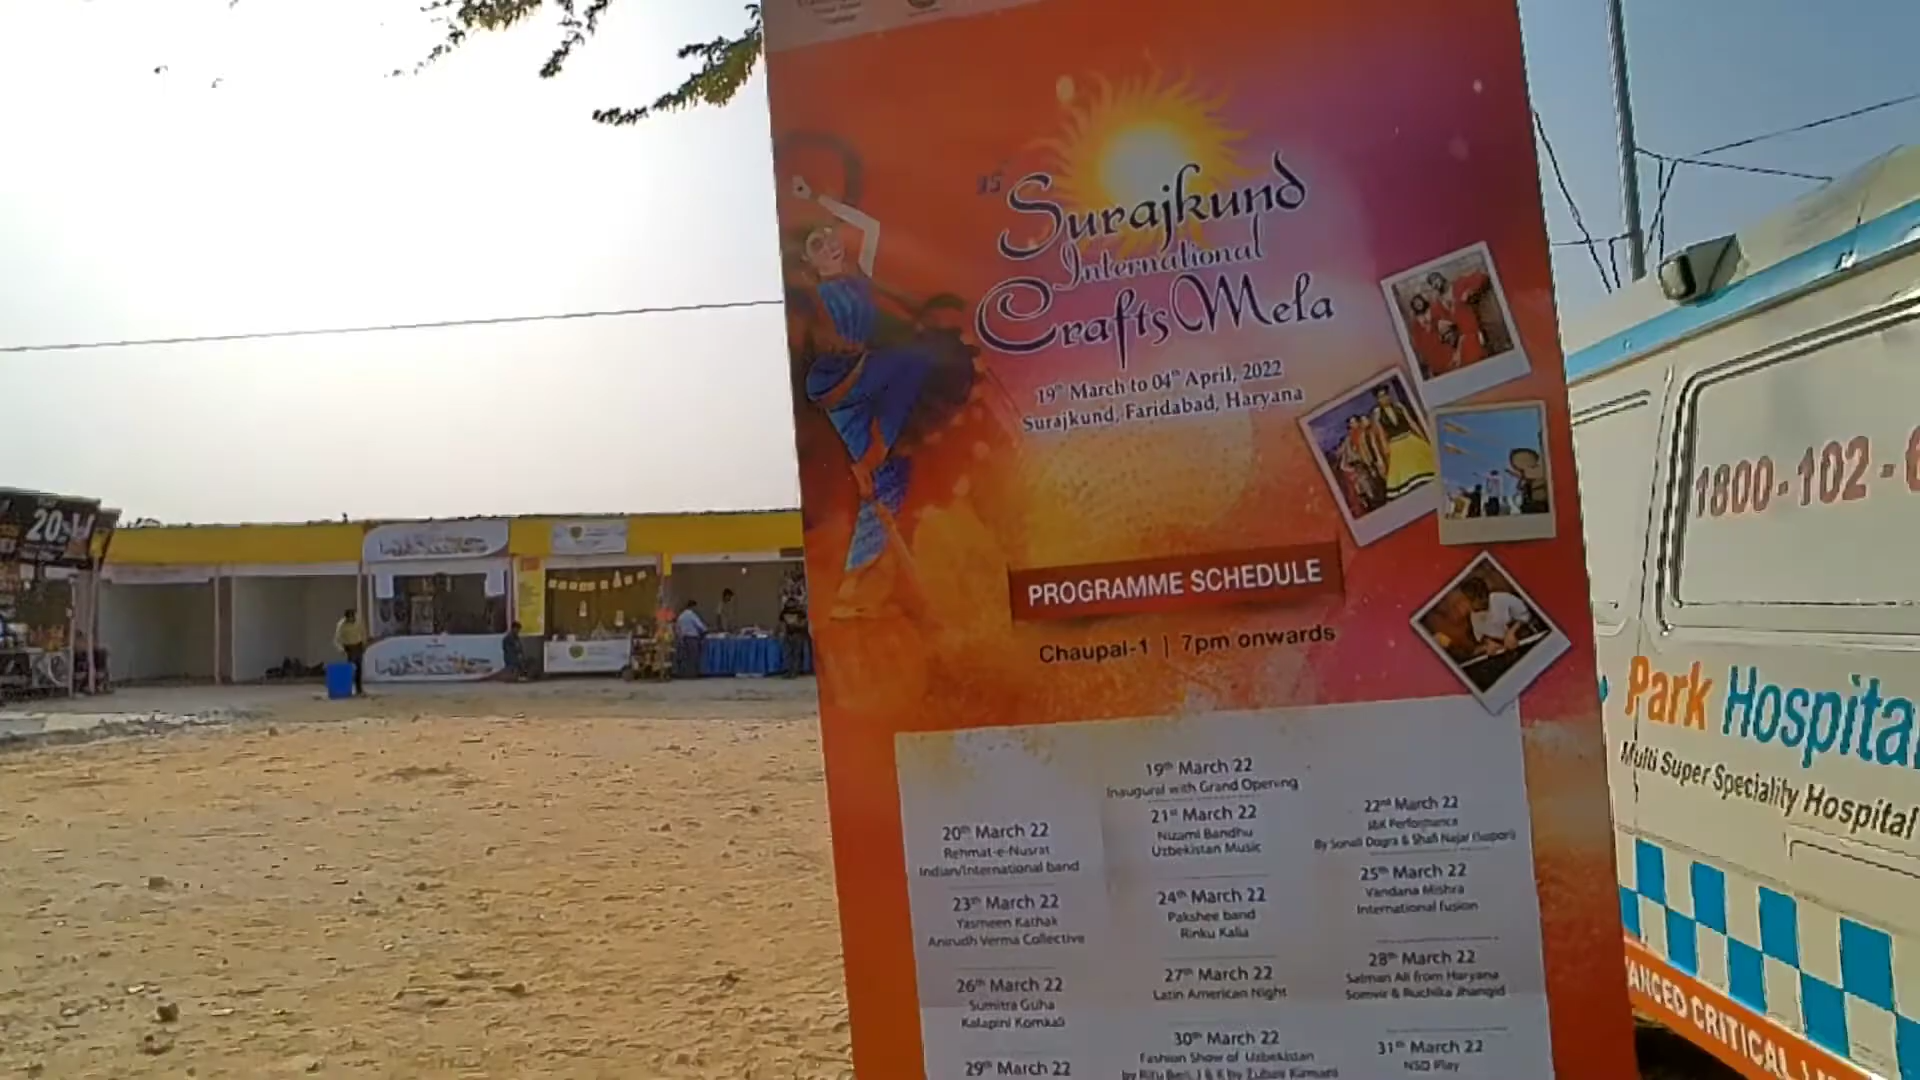 35th
Surajkund
International
Crafts Mela
19th March to 04th April, 2022
Surajkund, Faridabad, Haryana
PROGRAMME SCHEDULE
Chaupal-1 | 7pm onwards
19th March 22
Inaugural with Grand Opening
20th March 22
Rehmat-e-Nusrat
Indian/International band
21st March 22
Nizami Bandhu
Uzbekistan Music
22nd March 22
J&K Performance
By Sonali Dogra & Shafi Najar
23rd March 22
Yasmeen Kathak
Anirudh Verma Collective
24th March 22
Pakshee band
Rinku Kalia
25th March 22
Vandana Mishra
International fusion
26th March 22
Sumitra Guha
Kalapini Komkali
27th March 22
Latin American Night
28th March 22
Salman Ali from Haryana
Somvir & Ruchika Jhangid
29th March 22
30th March 22
Fashion Show of Uzbekistan
31st March 22
NSD Play
1800-102-6
Park Hospital
Multi Super Speciality Hospital
CRITICAL
20%